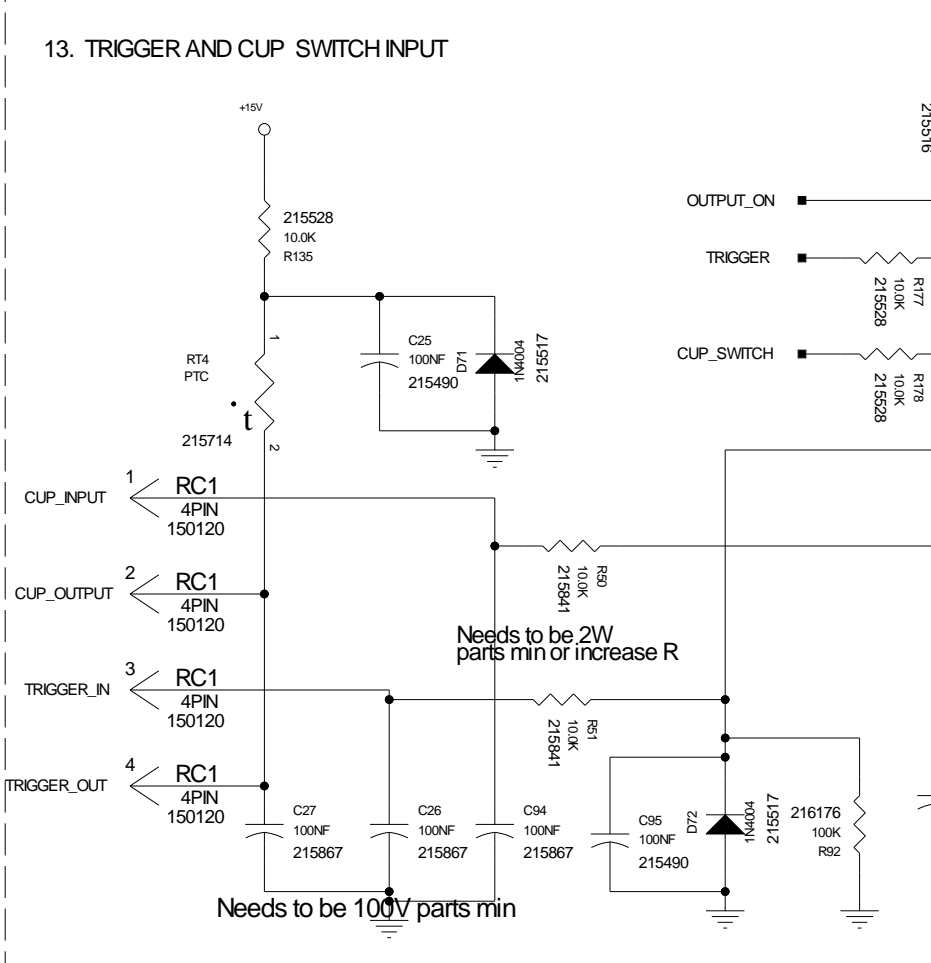 13. TRIGGER AND CUP SWITCH INPUT
+15V
215528
10.0K
R135
215516
OUTPUT_ON
TRIGGER
R177
10.0K
215528
CUP_SWITCH
R178
10.0K
215528
RT4
PTC
1
t
2
215714
C25
100NF
215490
D71
1N4004
215517
CUP_INPUT
1
RC1
4PIN
150120
R50
10.0K
215841
CUP_OUTPUT
2
RC1
4PIN
150120
Needs to be 2W
parts min or increase R
TRIGGER_IN
3
RC1
4PIN
150120
R51
10.0K
215841
TRIGGER_OUT
4
RC1
4PIN
150120
C27
100NF
215867
C26
100NF
215867
C94
100NF
215867
C95
100NF
215490
D72
1N4004
215517
216176
100K
R92
Needs to be 100V parts min